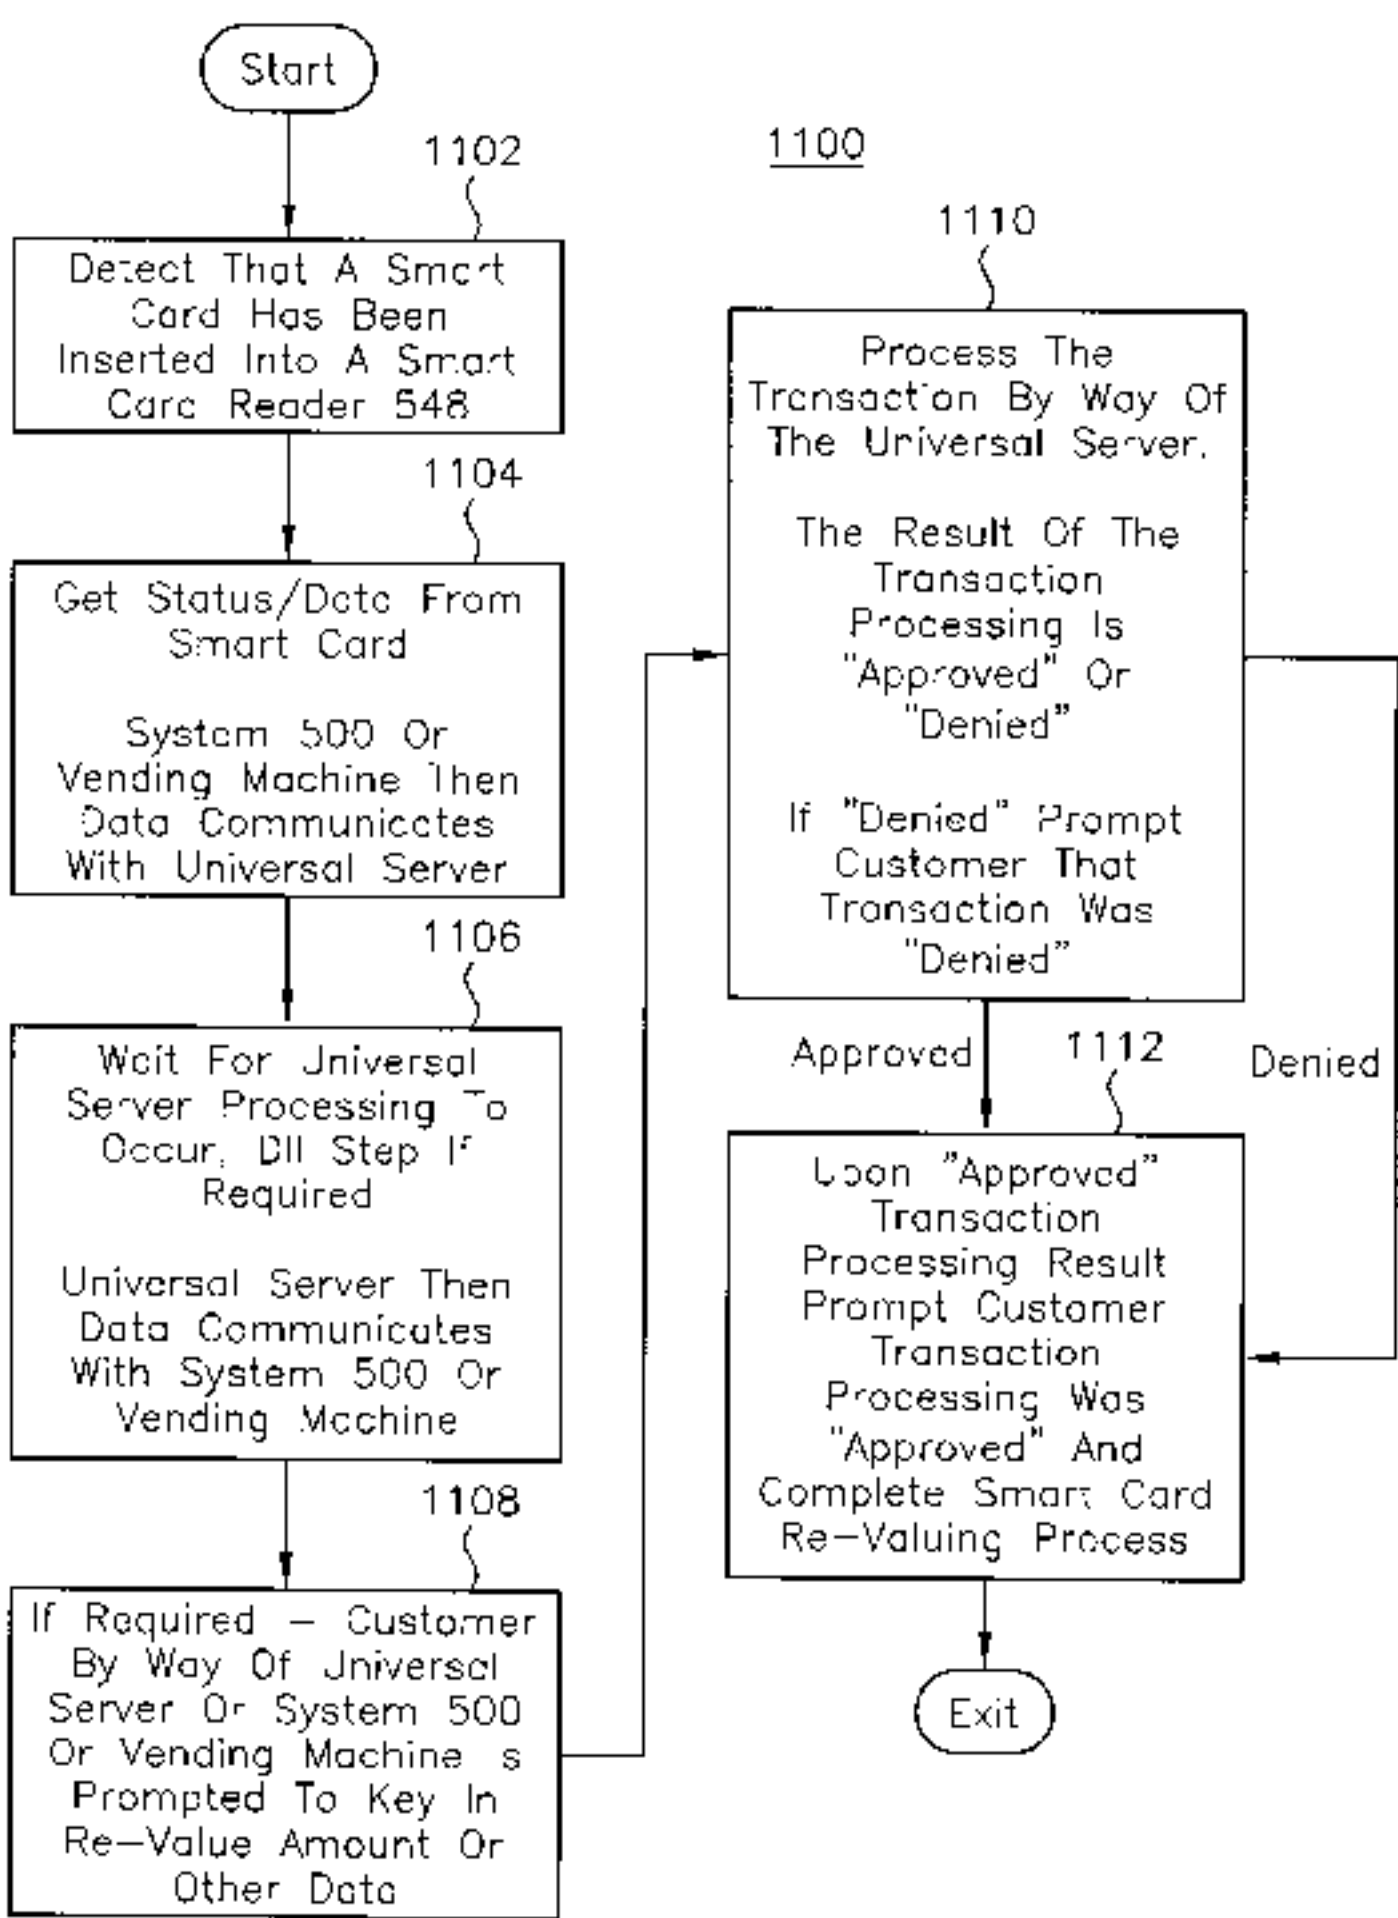 Start
1102
Detect That A Smart
Card Has Been
Inserted Into A Smart
Card Reader 548
1104
Get Status/Data From
Smart Card
System 500 Or
Vending Machine Then
Data Communicates
With Universal Server
1106
Wait For Universal
Server Processing To
Occur,      Step If
Required
Universal Server Then
Data Communicates
With System 500 Or
Vending Machine
1108
If Required – Customer
By Way Of Universal
Server Or System 500
Or Vending Machine Is
Prompted To Key In
Re–Value Amount Or
Other Data
1100
1110
Process The
Transaction By Way Of
The Universal Server.
The Result Of The
Transaction
Processing Is
"Approved" Or
"Denied"
If "Denied" Prompt
Customer That
Transaction Was
"Denied"
Approved
1112
Denied
Upon "Approved"
Transaction
Processing Result
Prompt Customer
Transaction
Processing Was
"Approved" And
Complete Smart Card
Re–Valuing Process
Exit